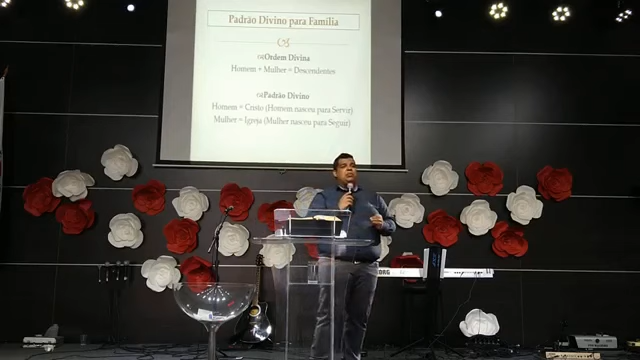 Padrão Divino para Família
Ordem Divina
Homem + Mulher = Descendentes
Padrão Divino
Homem = Cristo (Homem nasceu para Servir)
Mulher = Igreja (Mulher nasceu para Seguir)
KORG